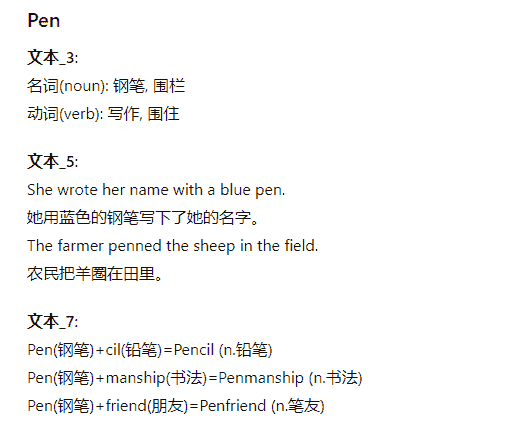 Pen
文本_3:
名词(noun): 钢笔, 围栏
动词(verb): 写作, 围住
文本_5:
She wrote her name with a blue pen.
她用蓝色的钢笔写下了她的名字。
The farmer penned the sheep in the field.
农民把羊圈在田里。
文本_7:
Pen(钢笔)+cil(铅笔)=Pencil (n.铅笔)
Pen(钢笔)+manship(书法)=Penmanship (n.书法)
Pen(钢笔)+friend(朋友)=Penfriend (n.笔友)